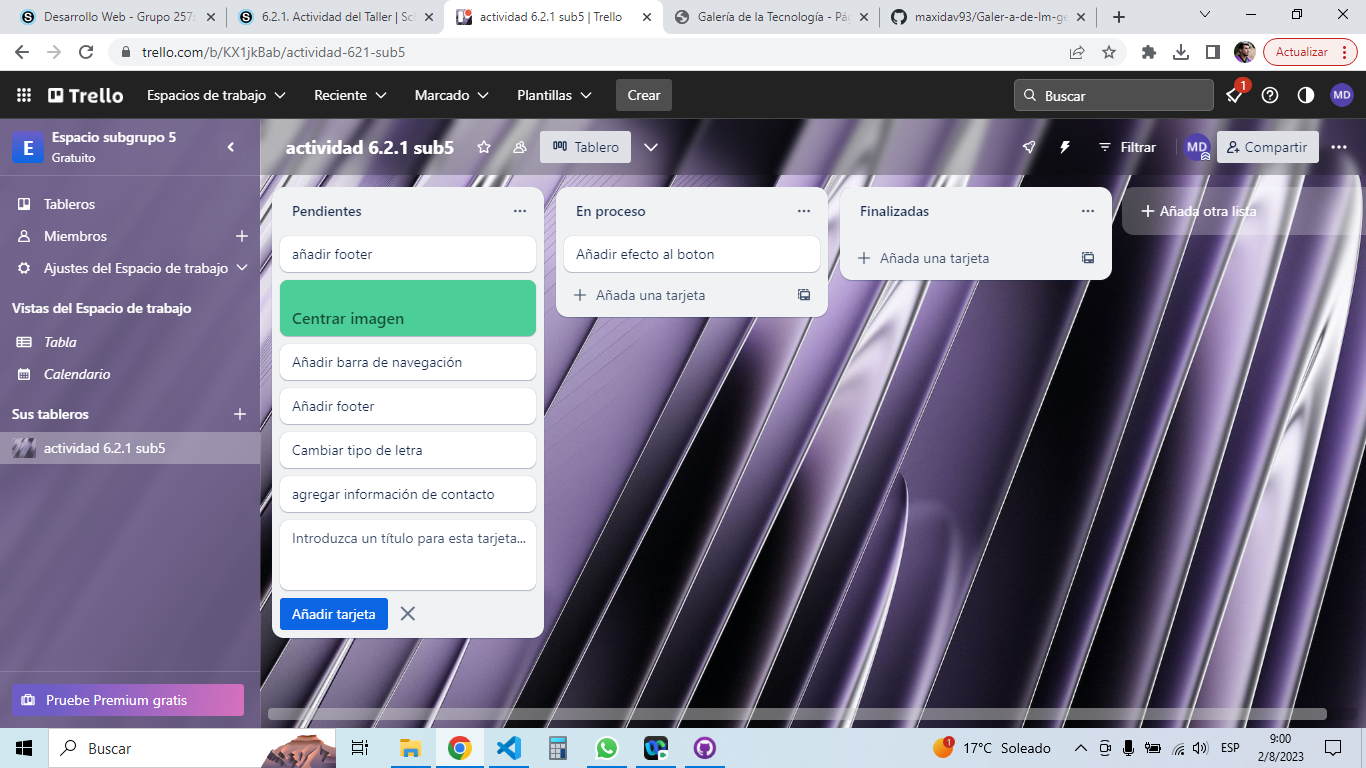 Desarrollo Web - Grupo 257
6.2.1. Actividad del Taller | Sc
actividad 6.2.1 sub5 | Trello
Galería de la Tecnología - Pá
maxidav93/Galer-a-de-Im-ge
trello.com/b/KX1jkBab/actividad-621-sub5
Actualizar
Trello
Espacios de trabajo
Reciente
Marcado
Plantillas
Crear
Buscar
1
MD
E
Espacio subgrupo 5
Gratuito
actividad 6.2.1 sub5
Tablero
Filtrar
MD
Compartir
Tableros
Miembros
Ajustes del Espacio de trabajo
Vistas del Espacio de trabajo
Tabla
Calendario
Sus tableros
actividad 6.2.1 sub5
Pruebe Premium gratis
Pendientes
añadir footer
Centrar imagen
Añadir barra de navegación
Añadir footer
Cambiar tipo de letra
agregar información de contacto
Introduzca un título para esta tarjeta...
Añadir tarjeta
En proceso
Añadir efecto al boton
Añada una tarjeta
Finalizadas
Añada una tarjeta
Añada otra lista
Buscar
1
17°C Soleado
ESP
9:00
2/8/2023